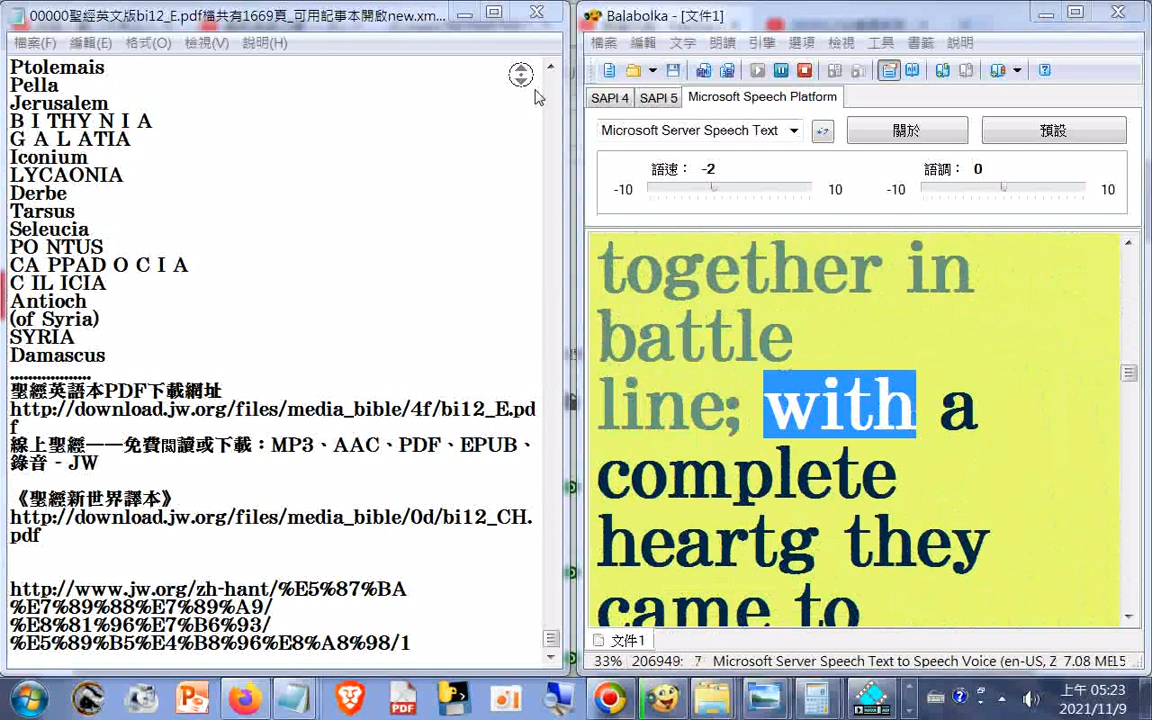 00000聖經英文版bi12_E.pdf檔共有1669頁_可用記事本開啟new.xm...
檔案(F) 編輯(E) 格式(O) 檢視(V) 說明(H)
Ptolemais
Pella
Jerusalem
B I THY N I A
G A L ATIA
Iconium
LYCAONIA
Derbe
Tarsus
Seleucia
PO NTUS
CA PPAD O C I A
C IL ICIA
Antioch
(of Syria)
SYRIA
Damascus
..................
聖經英語本PDF下載網址
http://download.jw.org/files/media_bible/4f/bi12_E.pd
f
線上聖經——免費閱讀或下載：MP3、AAC、PDF、EPUB、
錄音 - JW
《聖經新世界譯本》
http://download.jw.org/files/media_bible/0d/bi12_CH.
pdf
http://www.jw.org/zh-hant/%E5%87%BA
%E7%89%88%E7%89%A9/
%E8%81%96%E7%B6%93/
%E5%89%B5%E4%B8%96%E8%A8%98/1
Balabolka - [文件1]
檔案 編輯 文字 朗讀 引擎 選項 檢視 工具 書籤 說明
SAPI 4 SAPI 5 Microsoft Speech Platform
Microsoft Server Speech Text 關於 預設
語速： -2 語調： 0
-10 10 -10 10
together in
battle
line; with a
complete
heartg they
came to
文件1
33% 206949: 7 Microsoft Server Speech Text to Speech Voice (en-US, Z 7.08 МБ
上午 05:23
2021/11/9